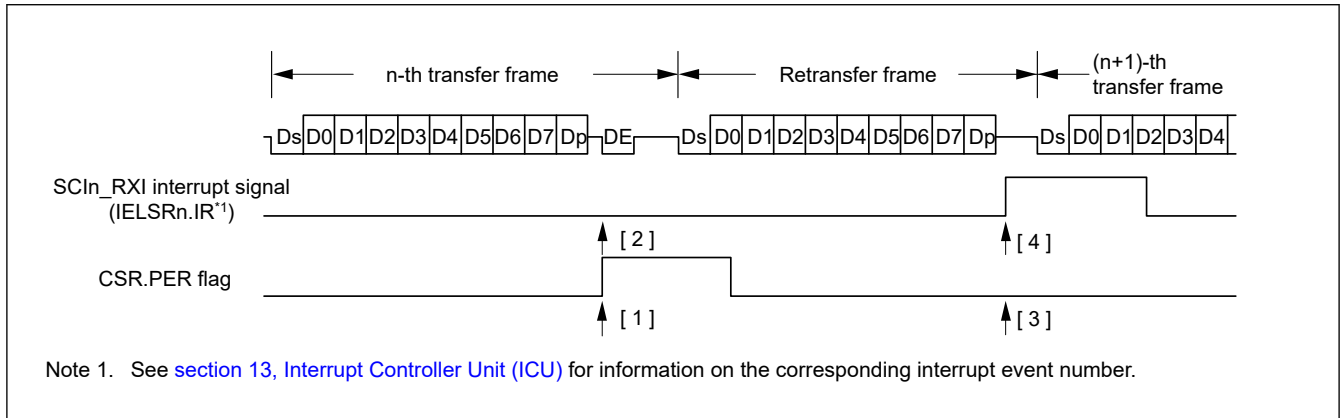 n-th transfer frame Retransfer frame (n+1)-th
transfer frame
Ds D0 D1 D2 D3 D4 D5 D6 D7 Dp DE Ds D0 D1 D2 D3 D4 D5 D6 D7 Dp Ds D0 D1 D2 D3 D4
SCIn_RXI interrupt signal
(IELSRn.IR*1)
[ 2 ] [ 4 ]
CSR.PER flag
[ 1 ] [ 3 ]
Note 1. See section 13, Interrupt Controller Unit (ICU) for information on the corresponding interrupt event number.